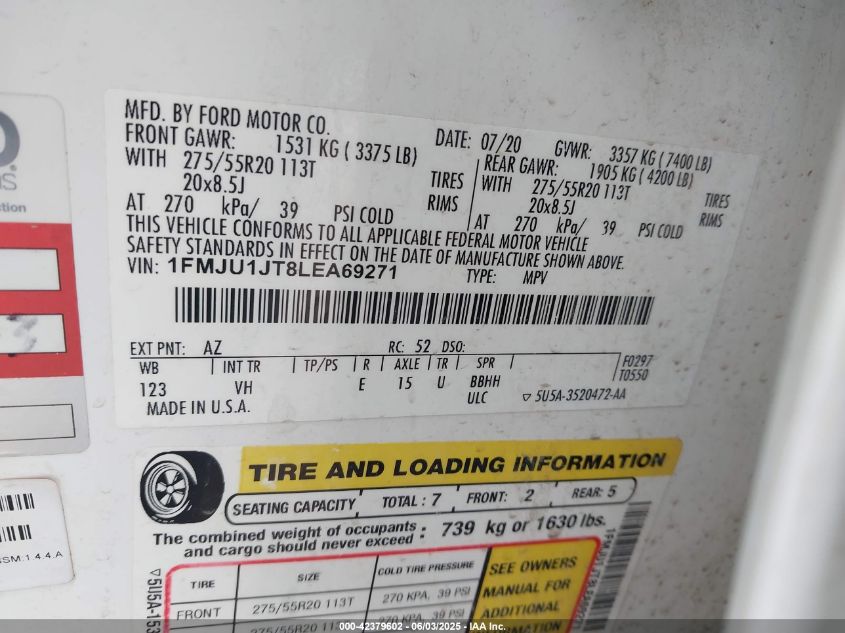 MFD. BY FORD MOTOR CO.
DATE: 07/20 GVWR: 3357 KG (7400 LB)
FRONT GAWR: 1531 KG (3375 LB)
REAR GAWR: 1905 KG (4200 LB)
WITH 275/55R20 113T TIRES
WITH 275/55R20 113T TIRES
20x8.5J RIMS
20x8.5J RIMS
AT 270 kPa/ 39 PSI COLD
AT 270 kPa/ 39 PSI COLD
THIS VEHICLE CONFORMS TO ALL APPLICABLE FEDERAL MOTOR VEHICLE
SAFETY STANDARDS IN EFFECT ON THE DATE OF MANUFACTURE SHOWN ABOVE.
VIN: 1FMJU1JT8LEA69271 TYPE: MPV
EXT PNT: AZ RC: 52 DSO:
WB INT TR TP/PS R AXLE TR SPR F0297
T0550
123 VH E 15 U BBHH
ULC ▽5U5A-3520472-AA
MADE IN U.S.A.
TIRE AND LOADING INFORMATION
SEATING CAPACITY TOTAL: 7 FRONT: 2 REAR: 5
The combined weight of occupants and cargo should never exceed: 739 kg or 1630 lbs.
TIRE SIZE COLD TIRE PRESSURE
FRONT 275/55R20 113T 270 KPA, 39 PSI
SEE OWNERS
MANUAL FOR
ADDITIONAL
INFORMATION
SM:1.4.4.A
000-42379602 - 06/03/2025 - IAA Inc.